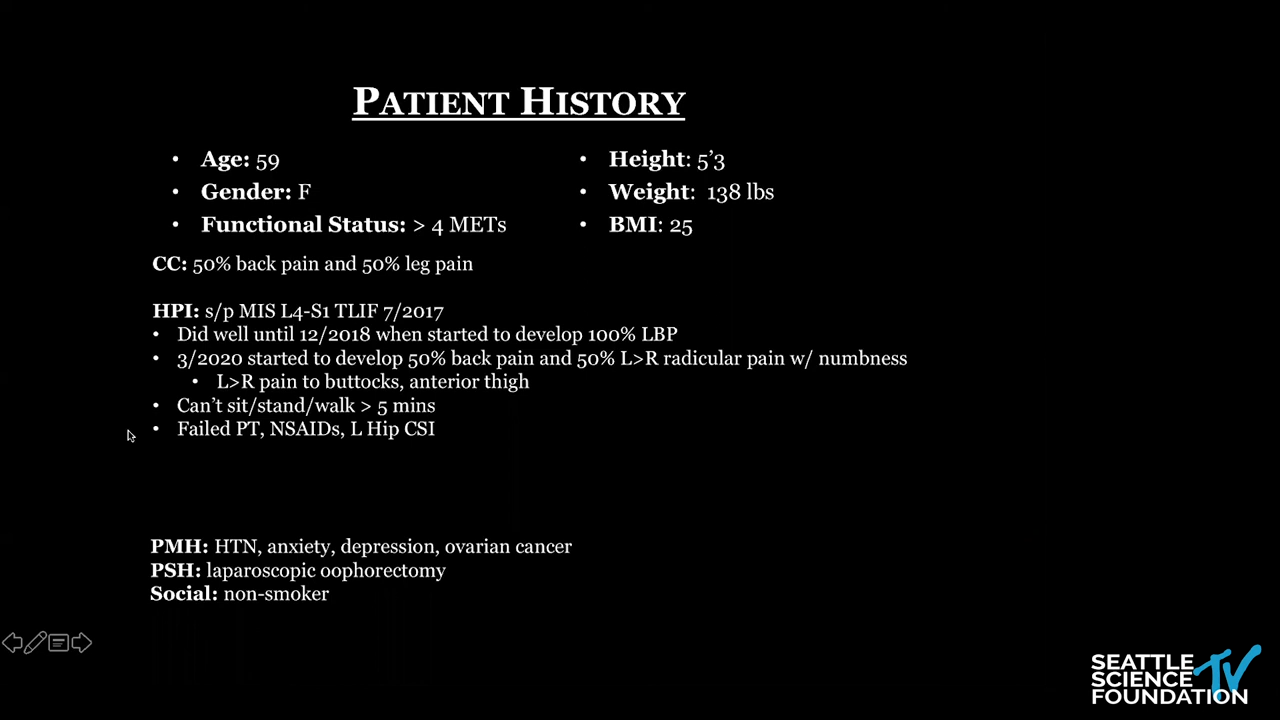 PATIENT HISTORY
• Age: 59
• Gender: F
• Functional Status: > 4 METs
• Height: 5’3
• Weight: 138 lbs
• BMI: 25
CC: 50% back pain and 50% leg pain
HPI: s/p MIS L4-S1 TLIF 7/2017
• Did well until 12/2018 when started to develop 100% LBP
• 3/2020 started to develop 50% back pain and 50% L>R radicular pain w/ numbness
• L>R pain to buttocks, anterior thigh
• Can’t sit/stand/walk > 5 mins
• Failed PT, NSAIDs, L Hip CSI
PMH: HTN, anxiety, depression, ovarian cancer
PSH: laparoscopic oophorectomy
Social: non-smoker
SEATTLE
SCIENCE TV
FOUNDATION